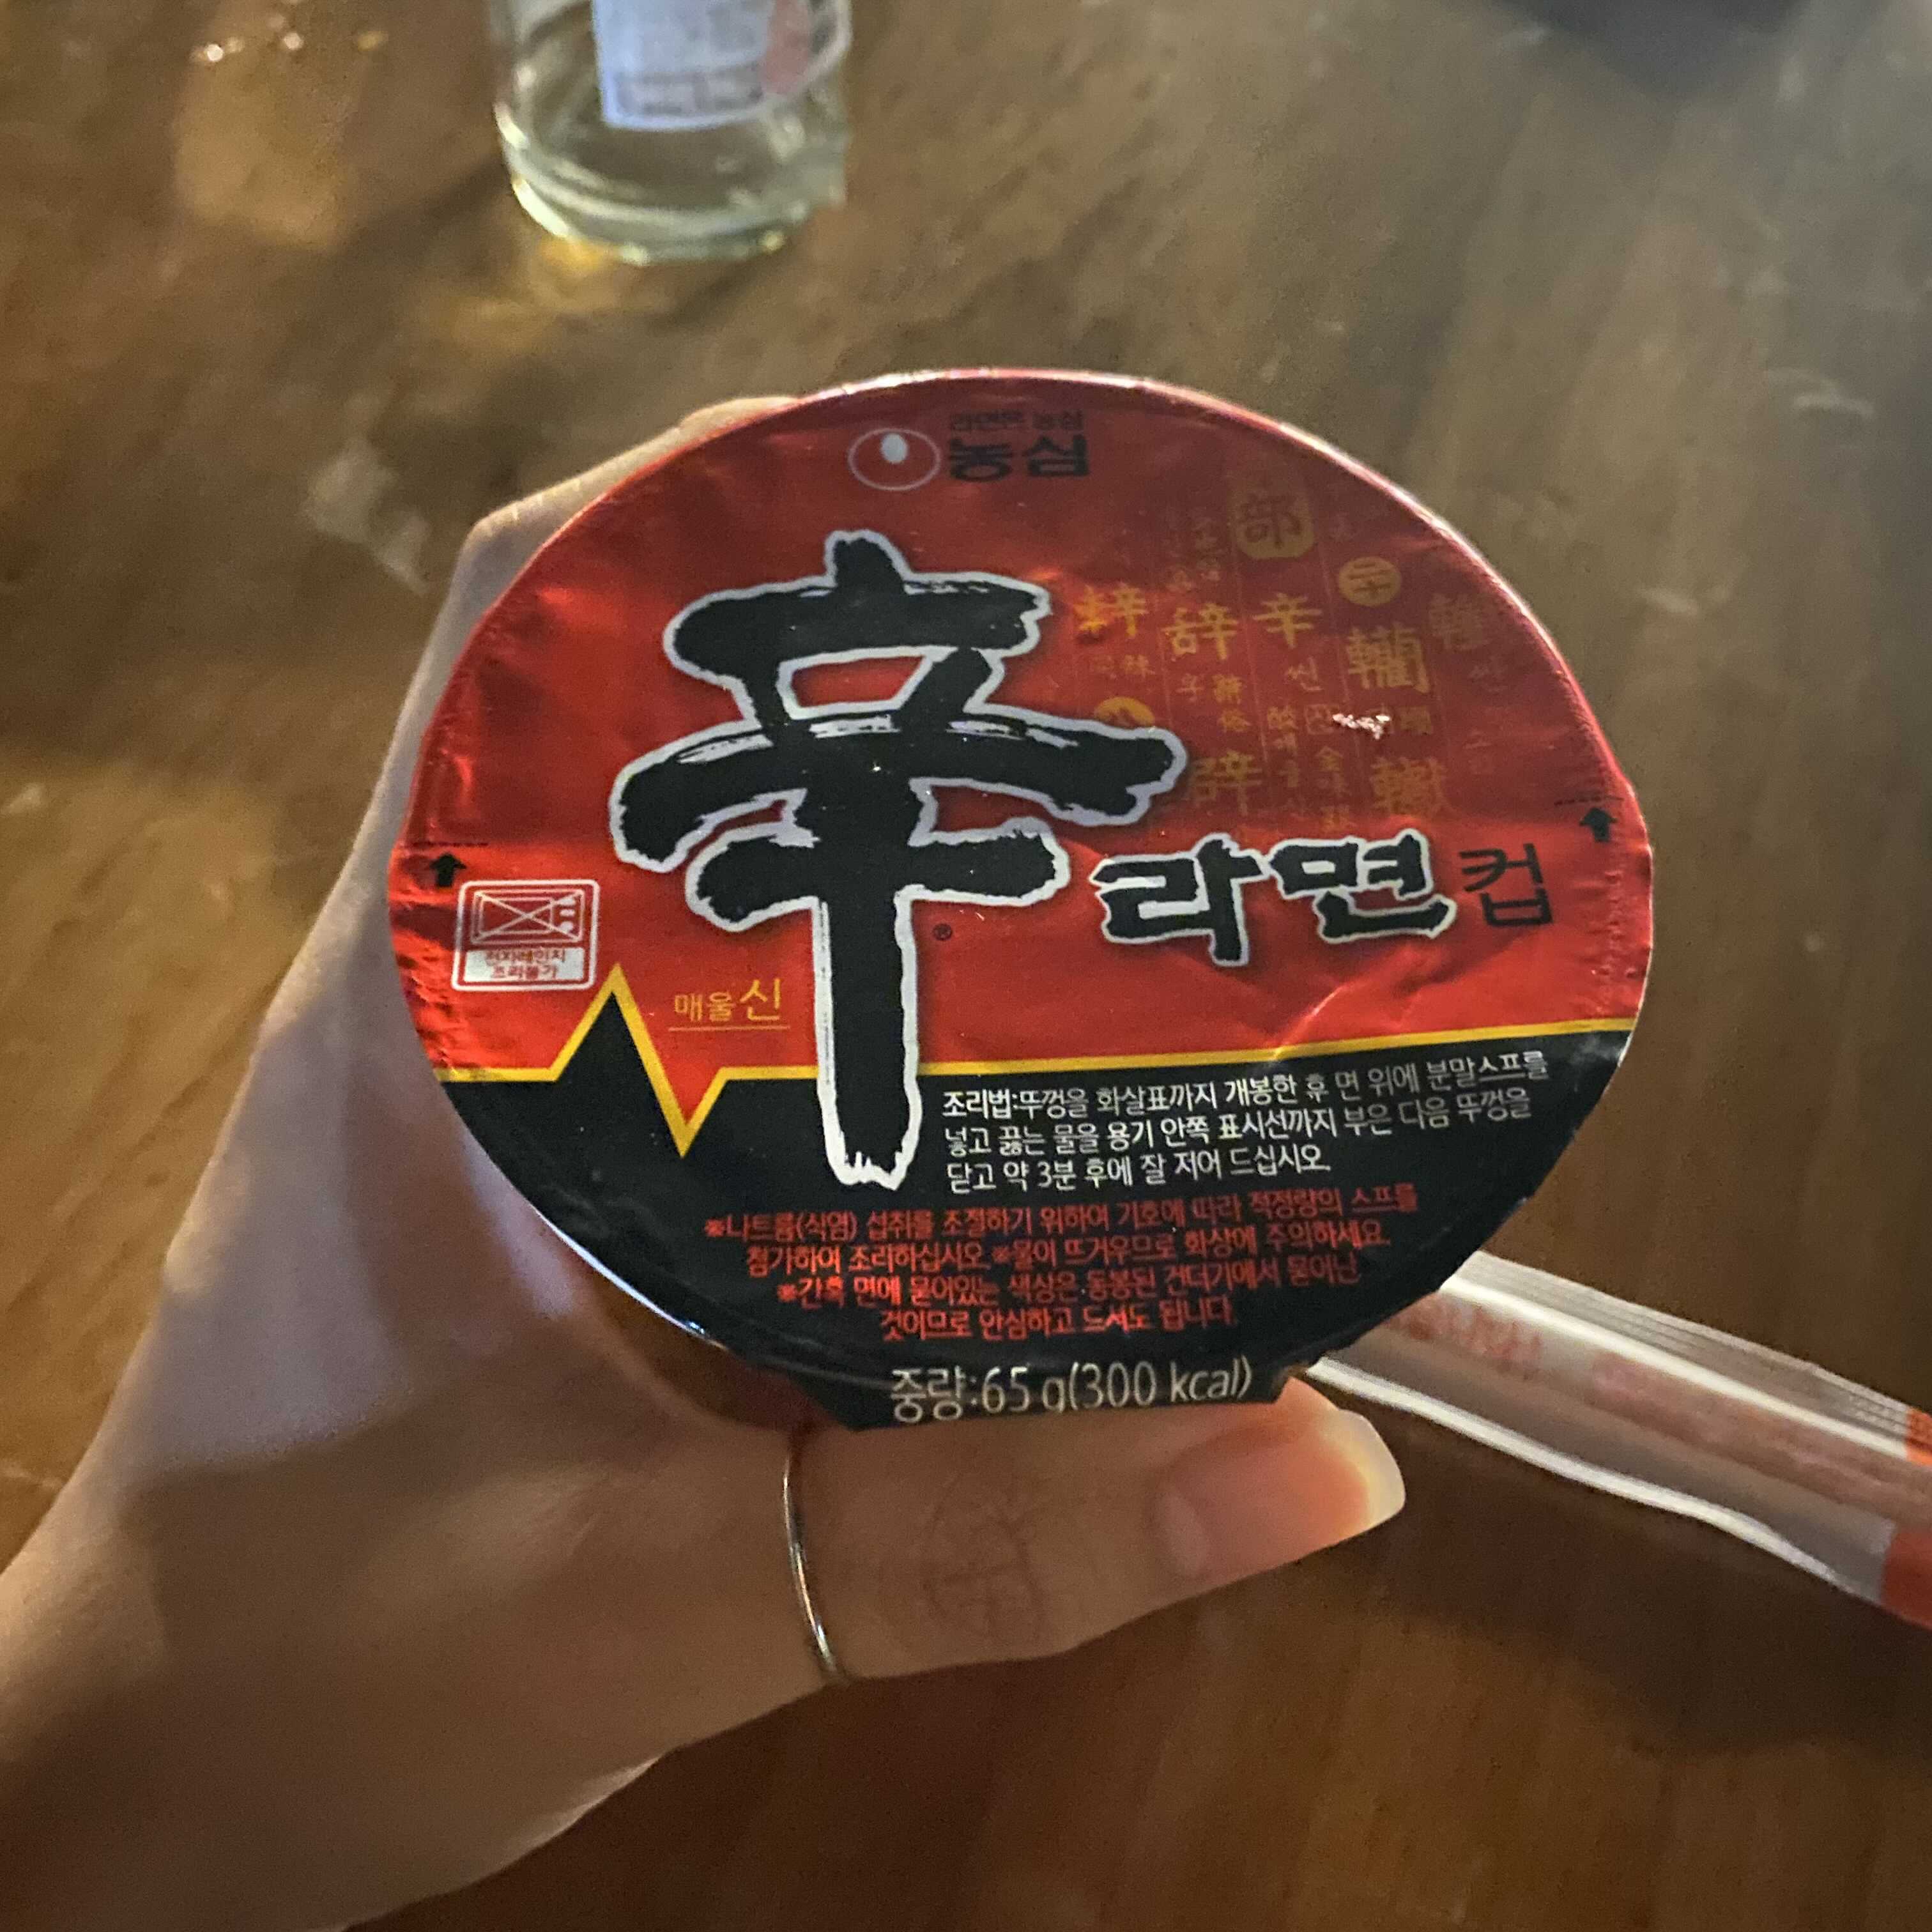 라면은 농심
농심
辛라면컵
전자레인지
조리불가
매울신
조리법:뚜껑을 화살표까지 개봉한 후 면 위에 분말스프를
넣고 끓는 물을 용기 안쪽 표시선까지 부은 다음 뚜껑을
닫고 약 3분 후에 잘 저어 드십시오.
※나트륨(식염) 섭취를 조절하기 위하여 기호에 따라 적정량의 스프를
첨가하여 조리하십시오.※물이 뜨거우므로 화상에 주의하세요.
※간혹 면에 묻어있는 색상은 동봉된 건더기에서 묻어난
것이므로 안심하고 드셔도 됩니다.
중량:65 g(300 kcal)